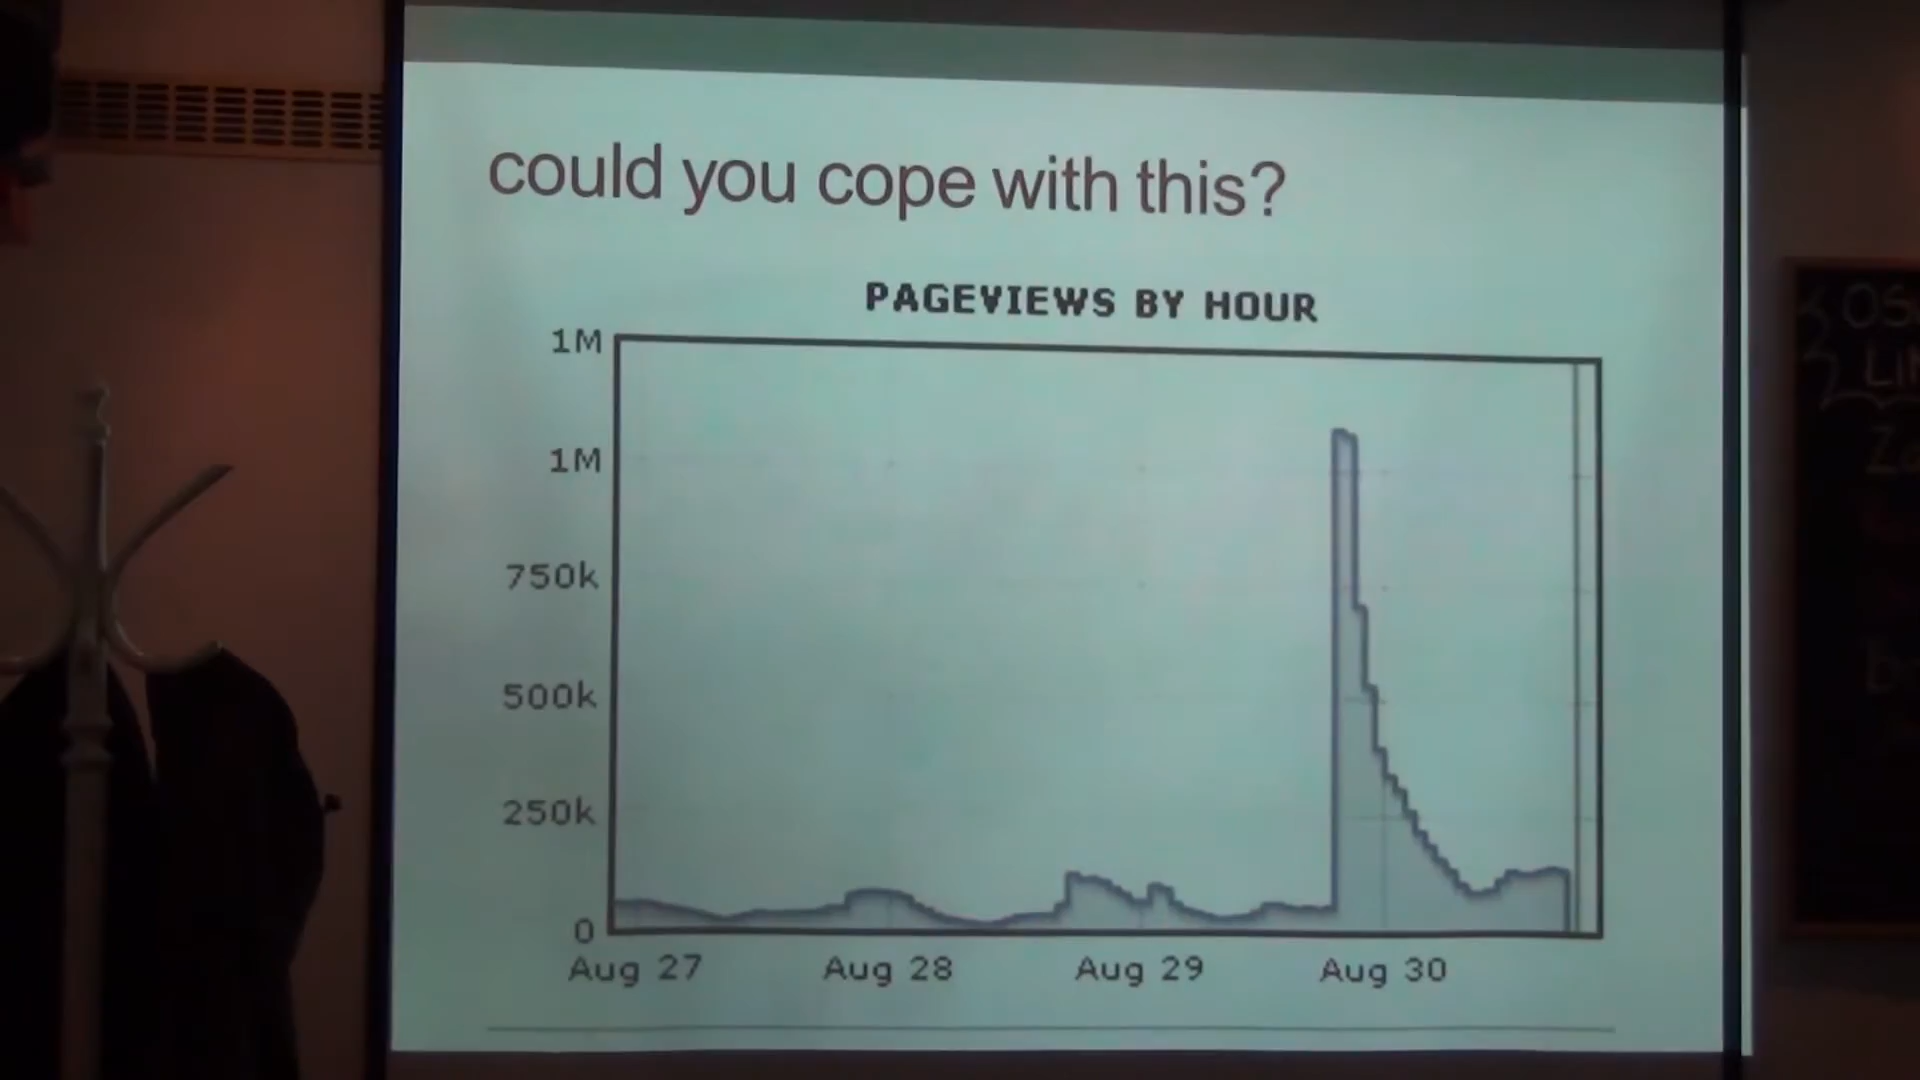 could you cope with this?
PAGEVIEWS BY HOUR
1M
1M
750k
500k
250k
0
Aug 27 Aug 28 Aug 29 Aug 30